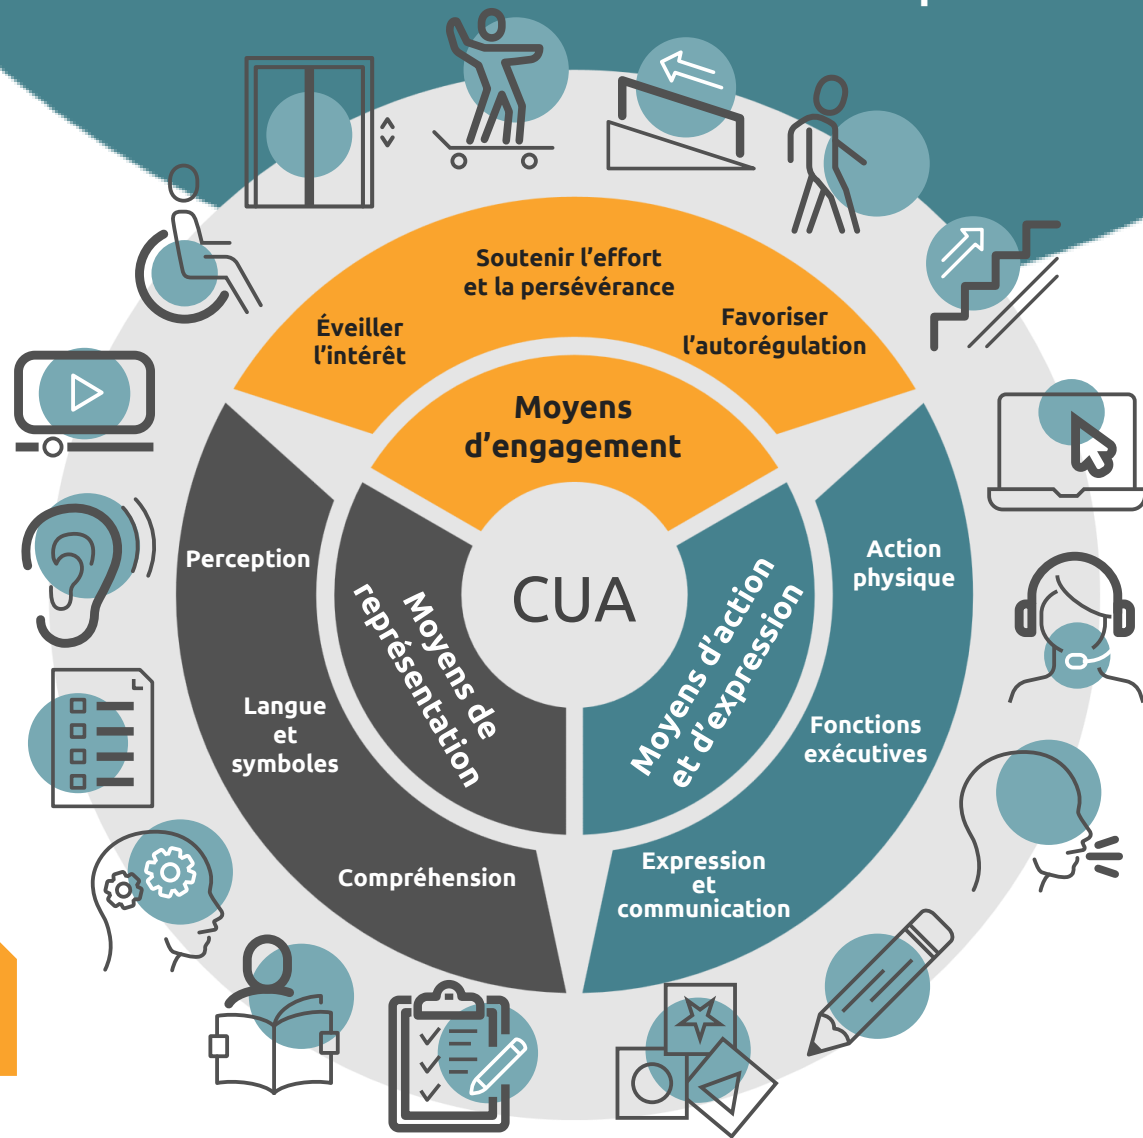 Soutenir l'effort
et la persévérance
Éveiller
l'intérêt
Favoriser
l'autorégulation
Moyens
d'engagement
CUA
Moyens de
représentation
Perception
Langue
et
symboles
Compréhension
Moyens d'action
et d'expression
Action
physique
Fonctions
exécutives
Expression
et
communication